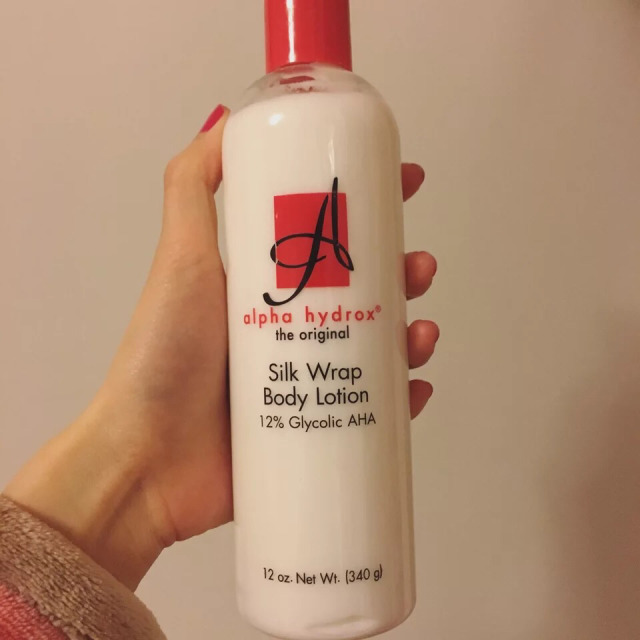 A
alpha hydrox®
the original
Silk Wrap
Body Lotion
12% Glycolic AHA
12 oz. Net Wt. (340 g)